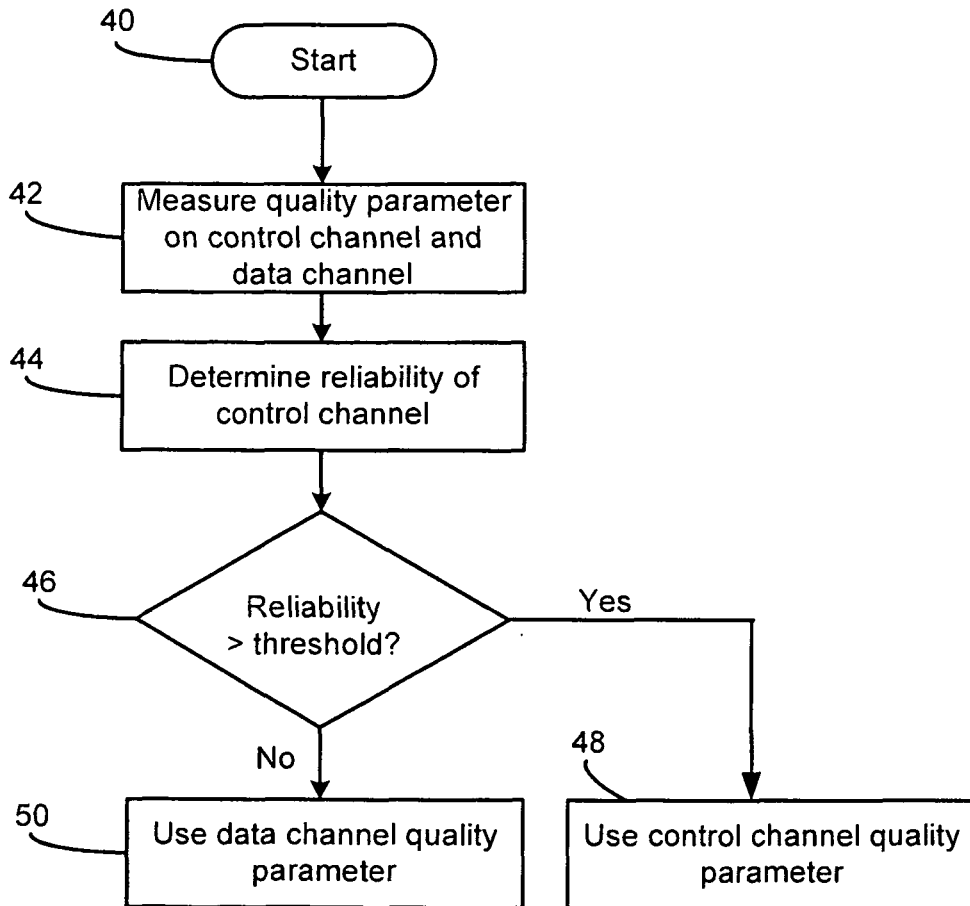 40
Start
42
Measure quality parameter
on control channel and
data channel
44
Determine reliability of
control channel
46
Reliability
> threshold?
Yes
No
48
50
Use data channel quality
parameter
Use control channel quality
parameter